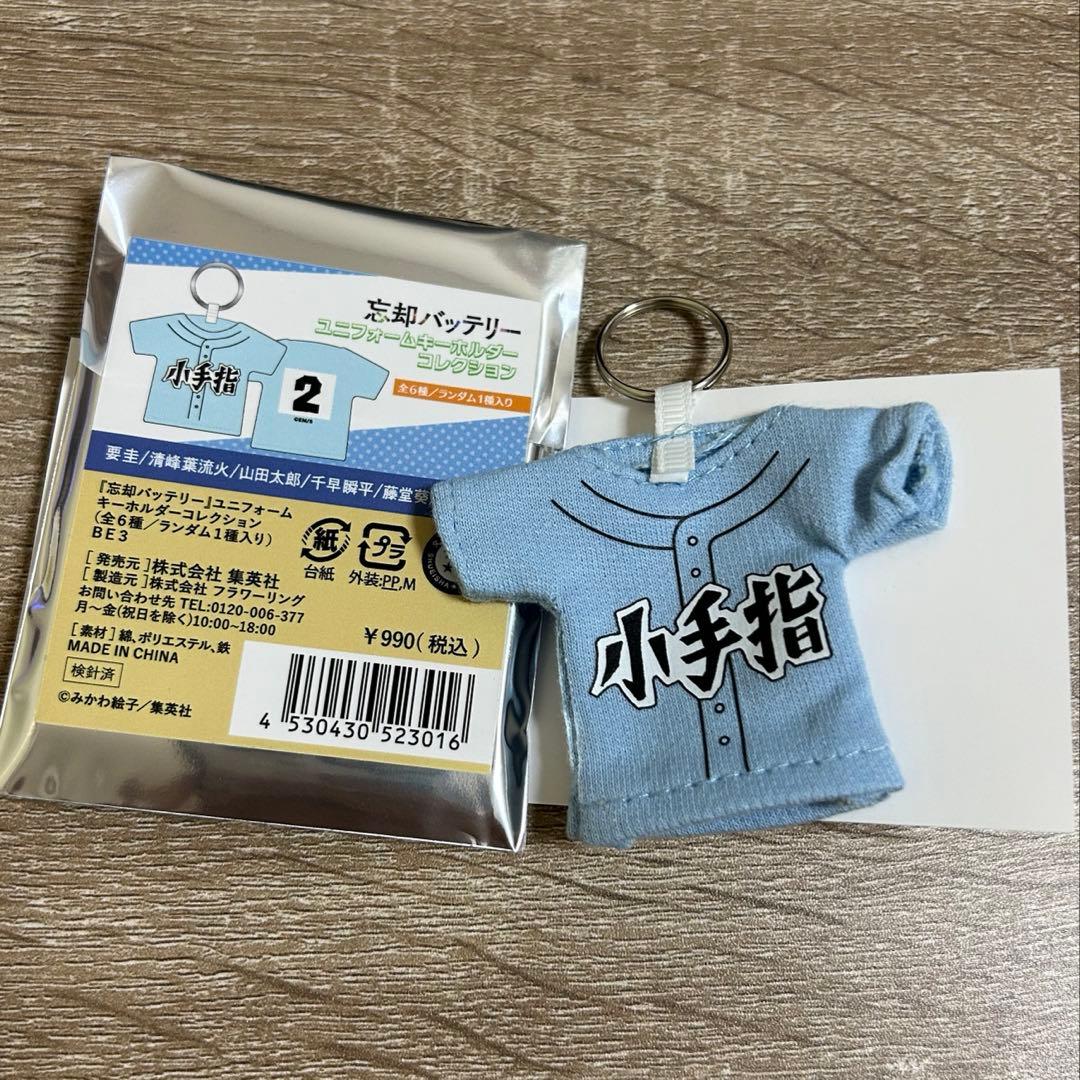 忘却バッテリー
ユニフォームキーホルダー
コレクション
全6種/ランダム1種入り
小手指
2
要圭/清峰葉流火/山田太郎/千早瞬平/藤堂葵
『忘却バッテリー』ユニフォーム
キーホルダーコレクション
(全6種/ランダム1種入り)
BE3
紙
台紙
プラ
外装:PP,M
[発売元]株式会社 集英社
[製造元]株式会社 フラワーリング
お問い合わせ先 TEL:0120-006-377
月~金(祝日を除く)10:00~18:00
[素材]綿、ポリエステル、鉄
MADE IN CHINA
検針済
©みかわ絵子/集英社
¥990(税込)
4 530430 523016
小手指